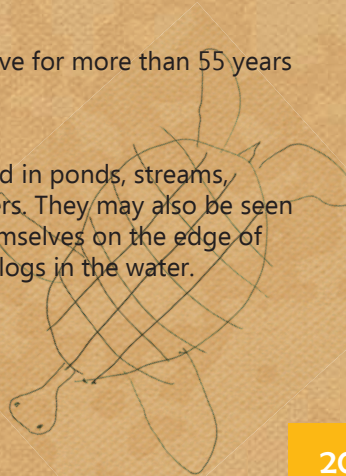 ve for more than 55 years
d in ponds, streams,
rs. They may also be seen
mselves on the edge of
logs in the water.
20